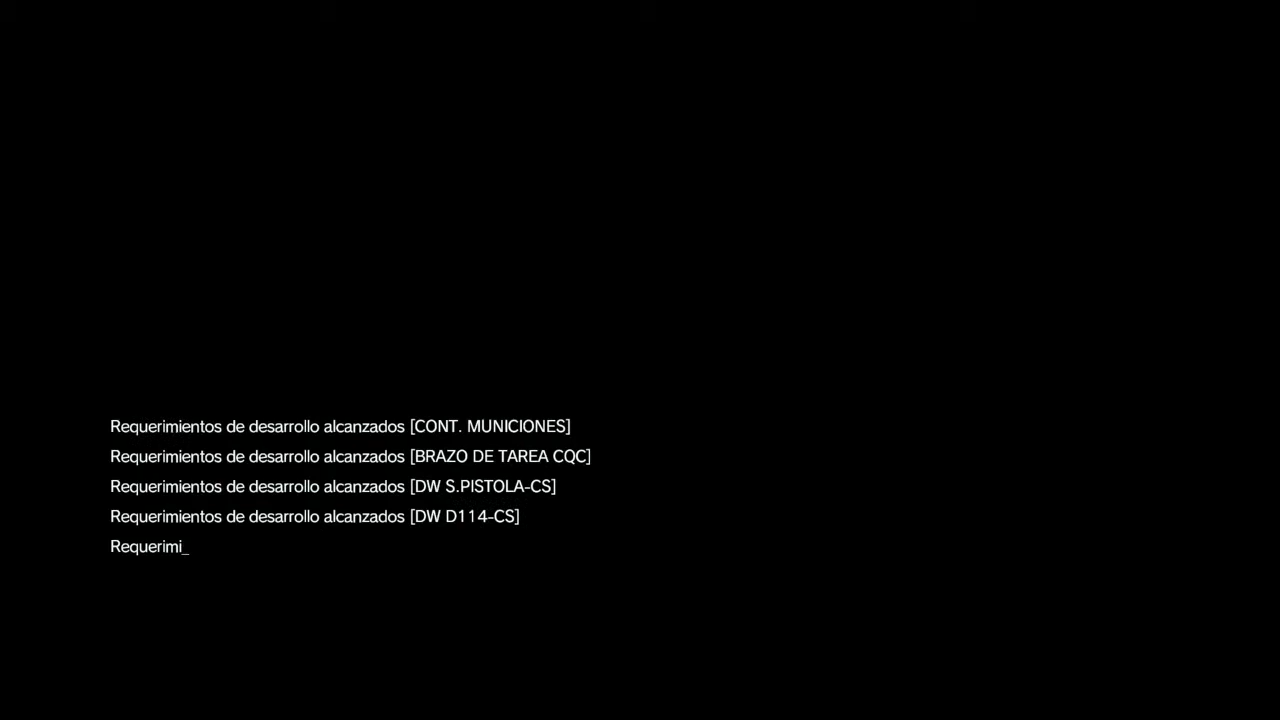 Requerimientos de desarrollo alcanzados [CONT. MUNICIONES]
Requerimientos de desarrollo alcanzados [BRAZO DE TAREA CQC]
Requerimientos de desarrollo alcanzados [DW S.PISTOLA-CS]
Requerimientos de desarrollo alcanzados [DW D114-CS]
Requerimi_